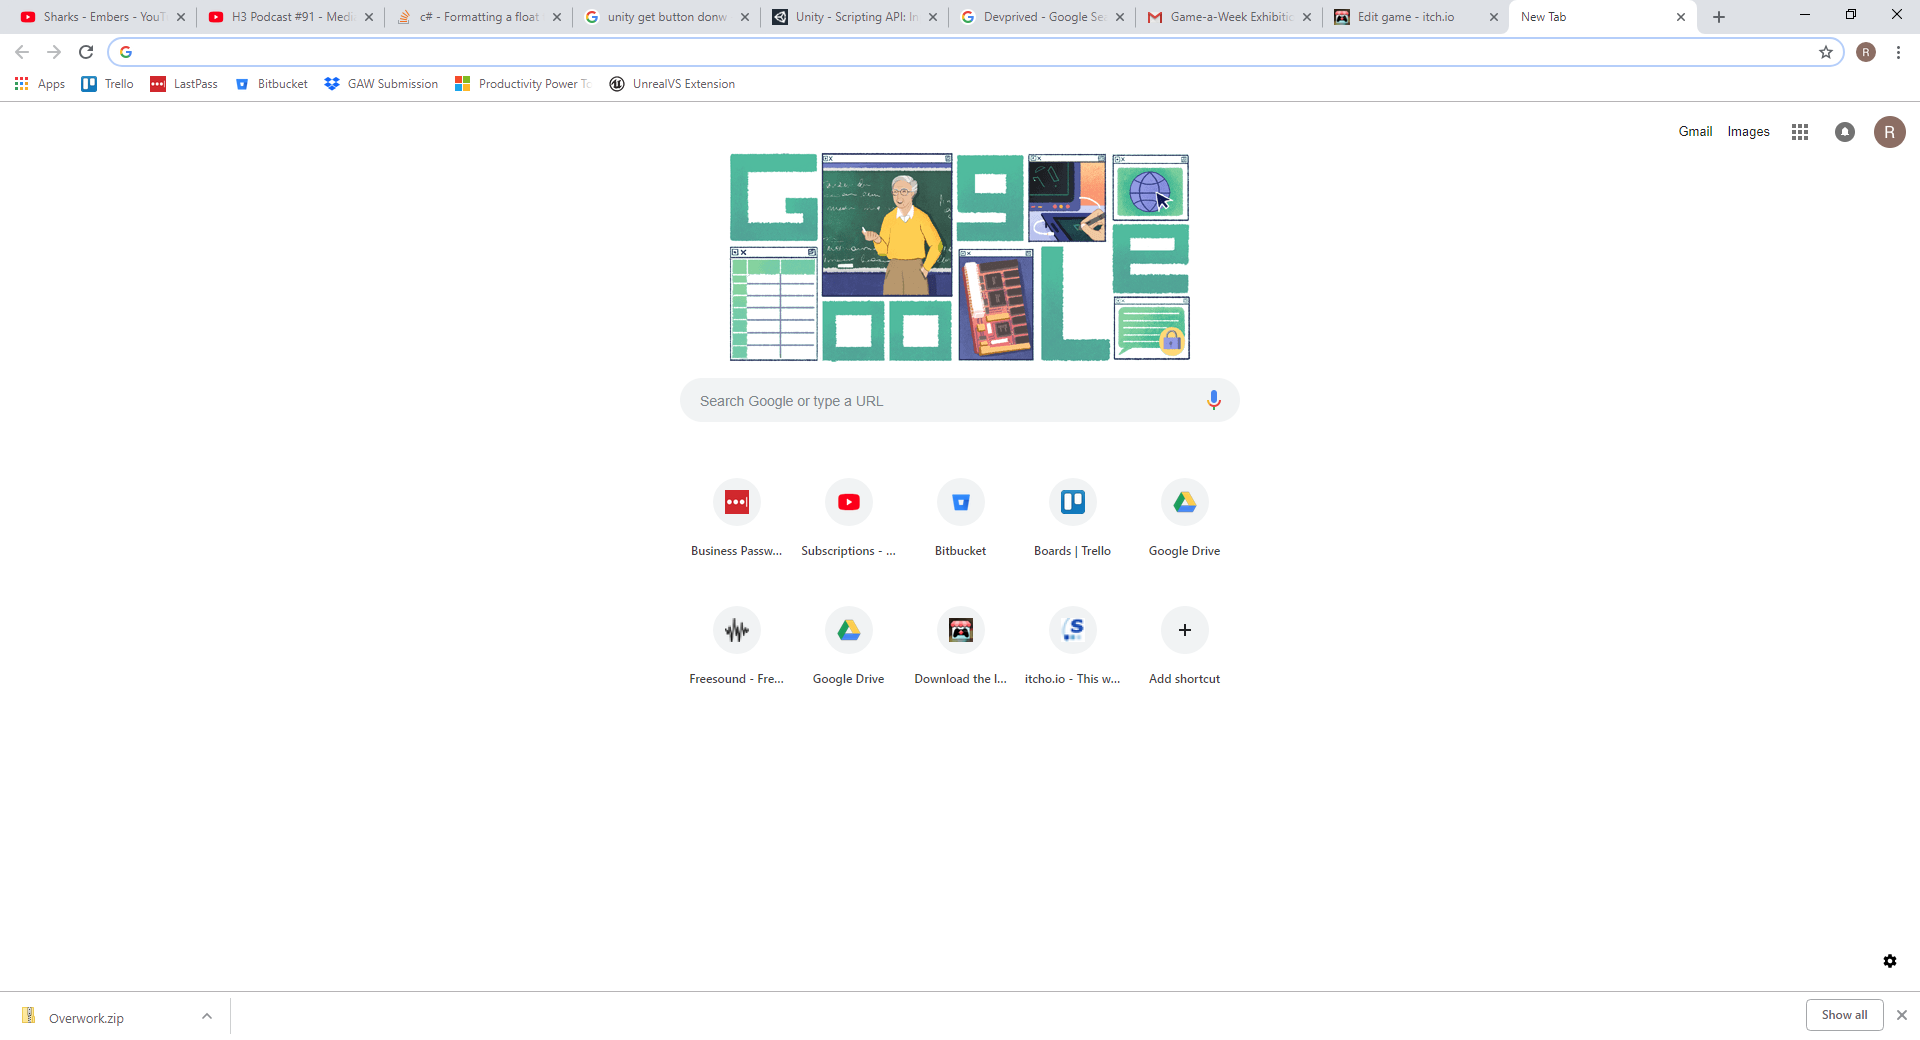 Sharks - Embers - YouT
H3 Podcast #91 - Medi
c# - Formatting a float
unity get button donw
Unity - Scripting API: In
Devprived - Google Sea
Game-a-Week Exhibitio
Edit game - itch.io
New Tab
R
Apps
Trello
LastPass
Bitbucket
GAW Submission
Productivity Power To
UnrealVS Extension
Gmail
Images
R
Search Google or type a URL
Business Passw...
Subscriptions - ...
Bitbucket
Boards | Trello
Google Drive
Freesound - Fre...
Google Drive
Download the I...
itcho.io - This w...
Add shortcut
Overwork.zip
Show all